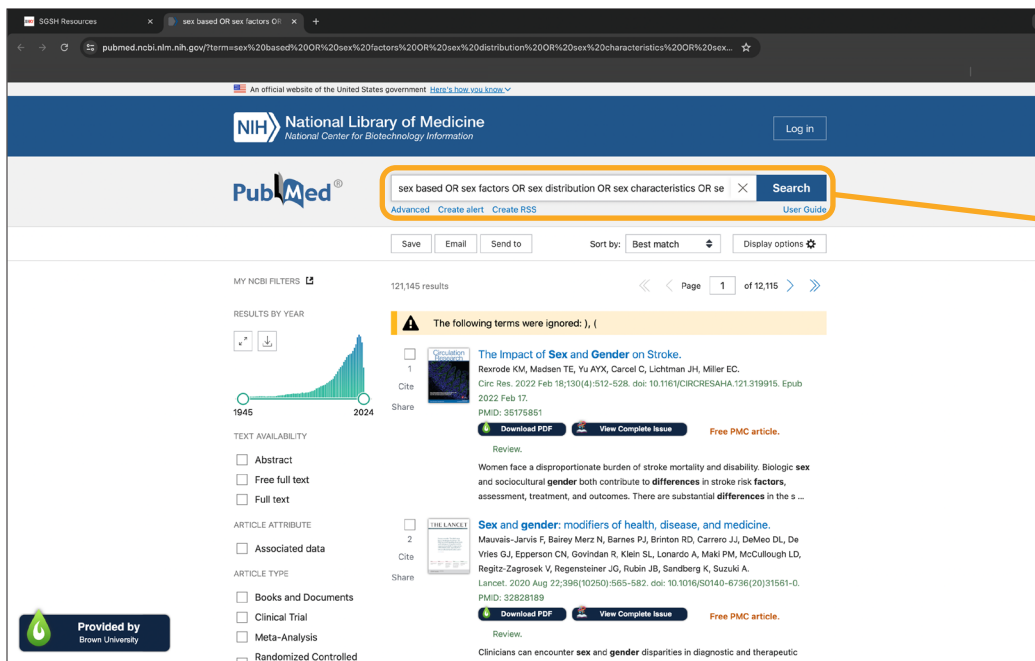 SGSH Resources
sex based OR sex factors OR
pubmed.ncbi.nlm.nih.gov/?term=sex%20based%20OR%20sex%20factors%20OR%20sex%20distribution%20OR%20sex%20characteristics%20OR%20sex...
An official website of the United States government Here's how you know
NIH National Library of Medicine
National Center for Biotechnology Information
Log in
PubMed®
sex based OR sex factors OR sex distribution OR sex characteristics OR se
Search
Advanced Create alert Create RSS User Guide
Save Email Send to Sort by: Best match Display options
MY NCBI FILTERS
121,145 results
Page 1 of 12,115
RESULTS BY YEAR
1945 2024
The following terms were ignored: ), (
1
Cite
Share
Circulation
Research
The Impact of Sex and Gender on Stroke.
Rexrode KM, Madsen TE, Yu AYX, Carcel C, Lichtman JH, Miller EC.
Circ Res. 2022 Feb 18;130(4):512-528. doi: 10.1161/CIRCRESAHA.121.319915. Epub
2022 Feb 17.
PMID: 35175851
Download PDF View Complete Issue Free PMC article.
Review.
Women face a disproportionate burden of stroke mortality and disability. Biologic sex
and sociocultural gender both contribute to differences in stroke risk factors,
assessment, treatment, and outcomes. There are substantial differences in the s ...
TEXT AVAILABILITY
Abstract
Free full text
Full text
ARTICLE ATTRIBUTE
Associated data
ARTICLE TYPE
Books and Documents
Clinical Trial
Meta-Analysis
Randomized Controlled
2
Cite
Share
THE LANCET
Sex and gender: modifiers of health, disease, and medicine.
Mauvais-Jarvis F, Bairey Merz N, Barnes PJ, Brinton RD, Carrero JJ, DeMeo DL, De
Vries GJ, Epperson CN, Govindan R, Klein SL, Lonardo A, Maki PM, McCullough LD,
Regitz-Zagrosek V, Regensteiner JG, Rubin JB, Sandberg K, Suzuki A.
Lancet. 2020 Aug 22;396(10250):565-582. doi: 10.1016/S0140-6736(20)31561-0.
PMID: 32828189
Download PDF View Complete Issue Free PMC article.
Review.
Clinicians can encounter sex and gender disparities in diagnostic and therapeutic
Provided by
Brown University